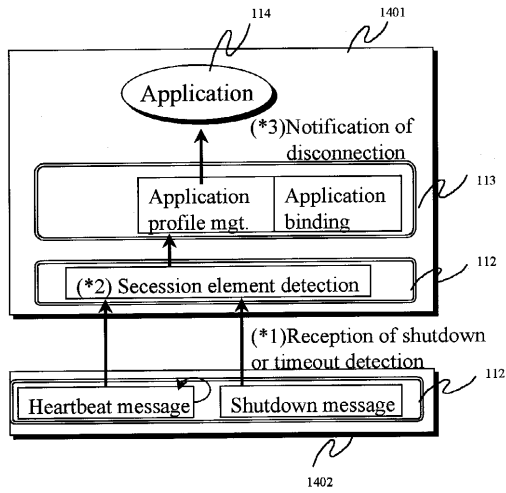 114
1401
Application
(*3)Notification of
disconnection
Application
profile mgt.
Application
binding
113
(*2) Secession element detection
112
(*1)Reception of shutdown
or timeout detection
Heartbeat message
Shutdown message
112
1402